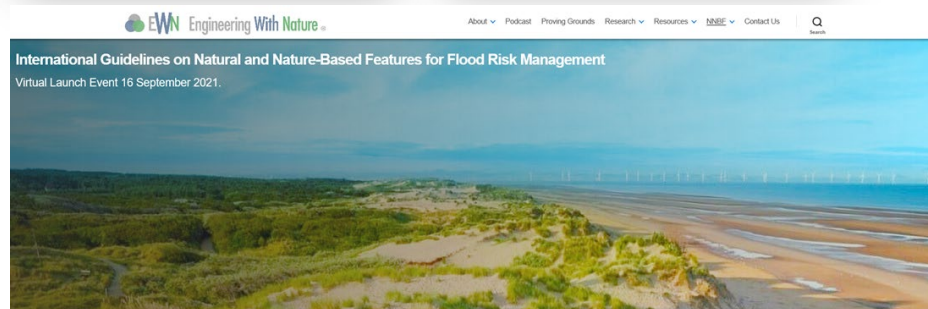 EWN Engineering With Nature ®
About Podcast Proving Grounds Research Resources NNBF Contact Us
Search
International Guidelines on Natural and Nature-Based Features for Flood Risk Management
Virtual Launch Event 16 September 2021.